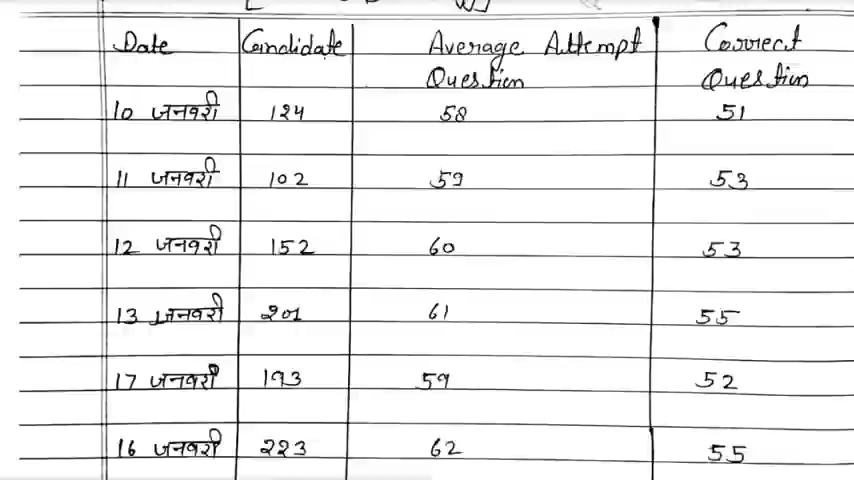 Date Candidate Average Attempt Question Correct Question
10 जनवरी 124 58 51
11 जनवरी 102 59 53
12 जनवरी 152 60 53
13 जनवरी 201 61 55
17 जनवरी 193 59 52
16 जनवरी 223 62 55